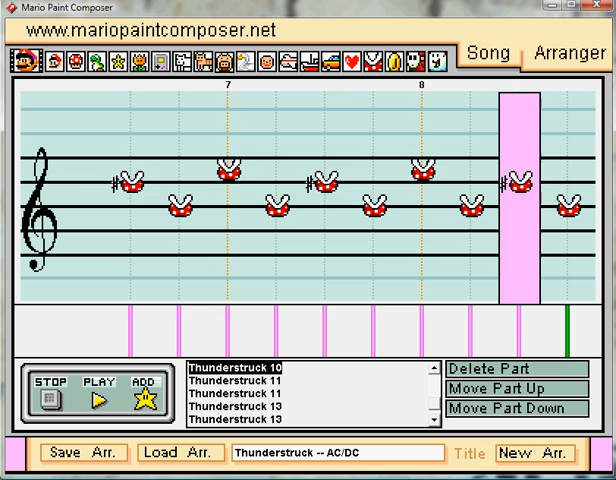 Mario Paint Composer
www.mariopaintcomposer.net
Song
Arranger
7
8
STOP
PLAY
ADD
Thunderstruck 10
Thunderstruck 11
Thunderstruck 11
Thunderstruck 13
Thunderstruck 13
Delete Part
Move Part Up
Move Part Down
Save Arr.
Load Arr.
Thunderstruck -- AC/DC
Title
New Arr.